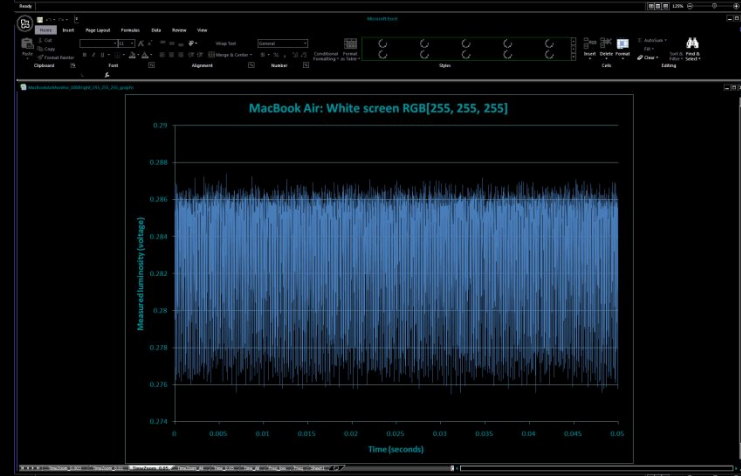 Ready
135%
Microsoft Excel
Home Insert Page Layout Formulas Data Review View
Cut
Copy
Format Painter
Paste
Wrap Text
Merge & Center
General
Conditional Formatting
Format as Table
Insert Delete Format
AutoSum
Fill
Clear
Sort & Filter
Find & Select
Clipboard Font Alignment Number Styles Cells Editing
MacBook Air: White screen RGB[255, 255, 255]
Measured luminosity (voltage)
0.29
0.288
0.286
0.284
0.282
0.28
0.278
0.276
0.274
0 0.005 0.01 0.015 0.02 0.025 0.03 0.035 0.04 0.045 0.05
Time (seconds)